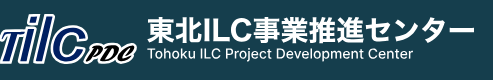 TilC PDC
東北ILC事業推進センター
Tohoku ILC Project Development Center